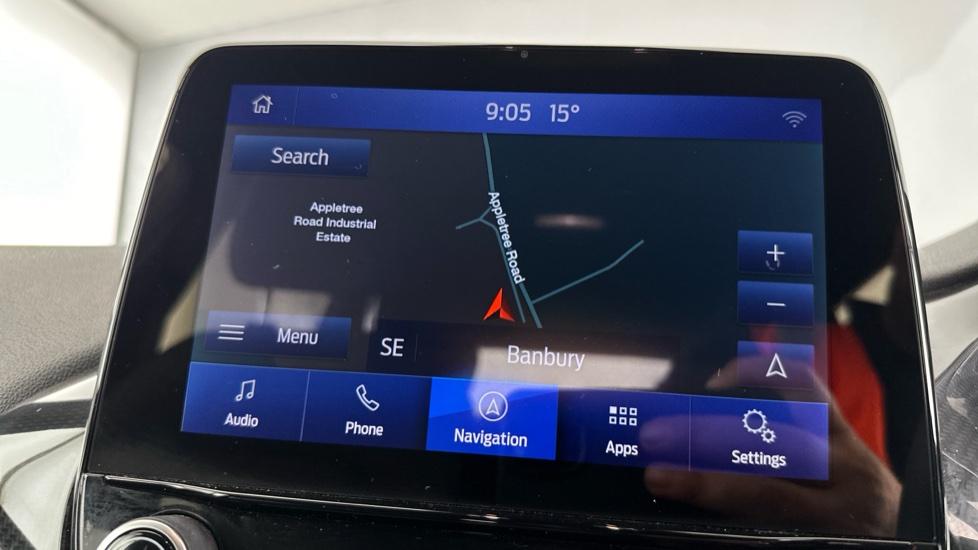 9:05 15°
Search
Appletree
Road Industrial
Estate
Appletree Road
+
−
Menu
SE
Banbury
Audio
Phone
Navigation
Apps
Settings